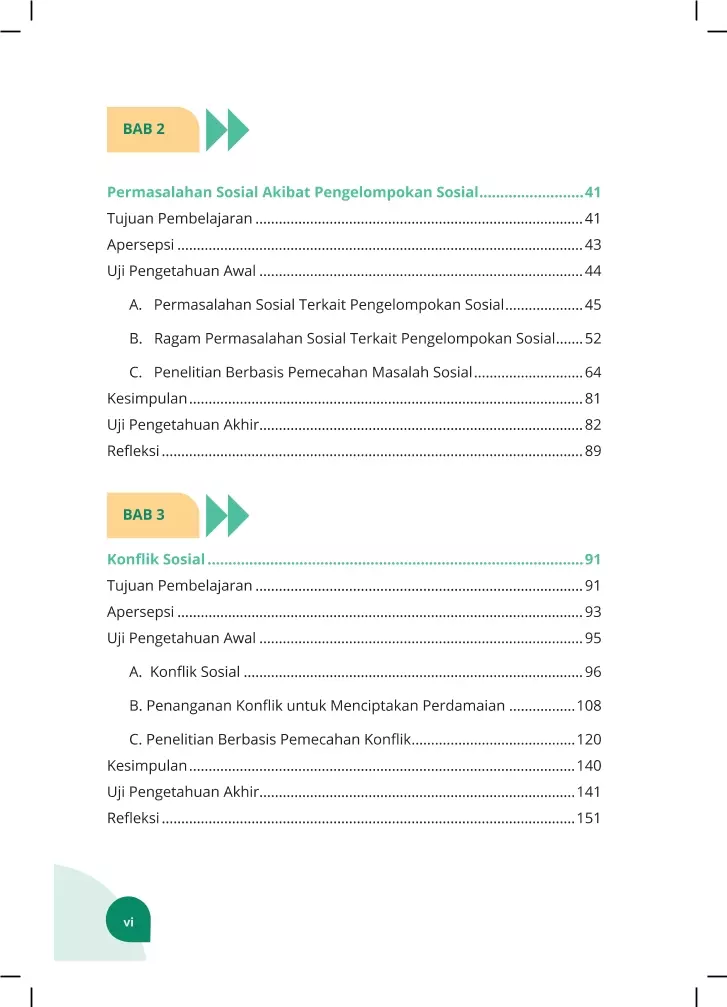 BAB 2
Permasalahan Sosial Akibat Pengelompokan Sosial.........................41
Tujuan Pembelajaran ....................................................................................41
Apersepsi ........................................................................................................43
Uji Pengetahuan Awal ...................................................................................44
A. Permasalahan Sosial Terkait Pengelompokan Sosial....................45
B. Ragam Permasalahan Sosial Terkait Pengelompokan Sosial.......52
C. Penelitian Berbasis Pemecahan Masalah Sosial............................64
Kesimpulan.....................................................................................................81
Uji Pengetahuan Akhir...................................................................................82
Refleksi............................................................................................................89
BAB 3
Konflik Sosial ..........................................................................................91
Tujuan Pembelajaran ....................................................................................91
Apersepsi ........................................................................................................93
Uji Pengetahuan Awal ...................................................................................95
A. Konflik Sosial .......................................................................................96
B. Penanganan Konflik untuk Menciptakan Perdamaian .................108
C. Penelitian Berbasis Pemecahan Konflik..........................................120
Kesimpulan...................................................................................................140
Uji Pengetahuan Akhir.................................................................................141
Refleksi..........................................................................................................151
vi